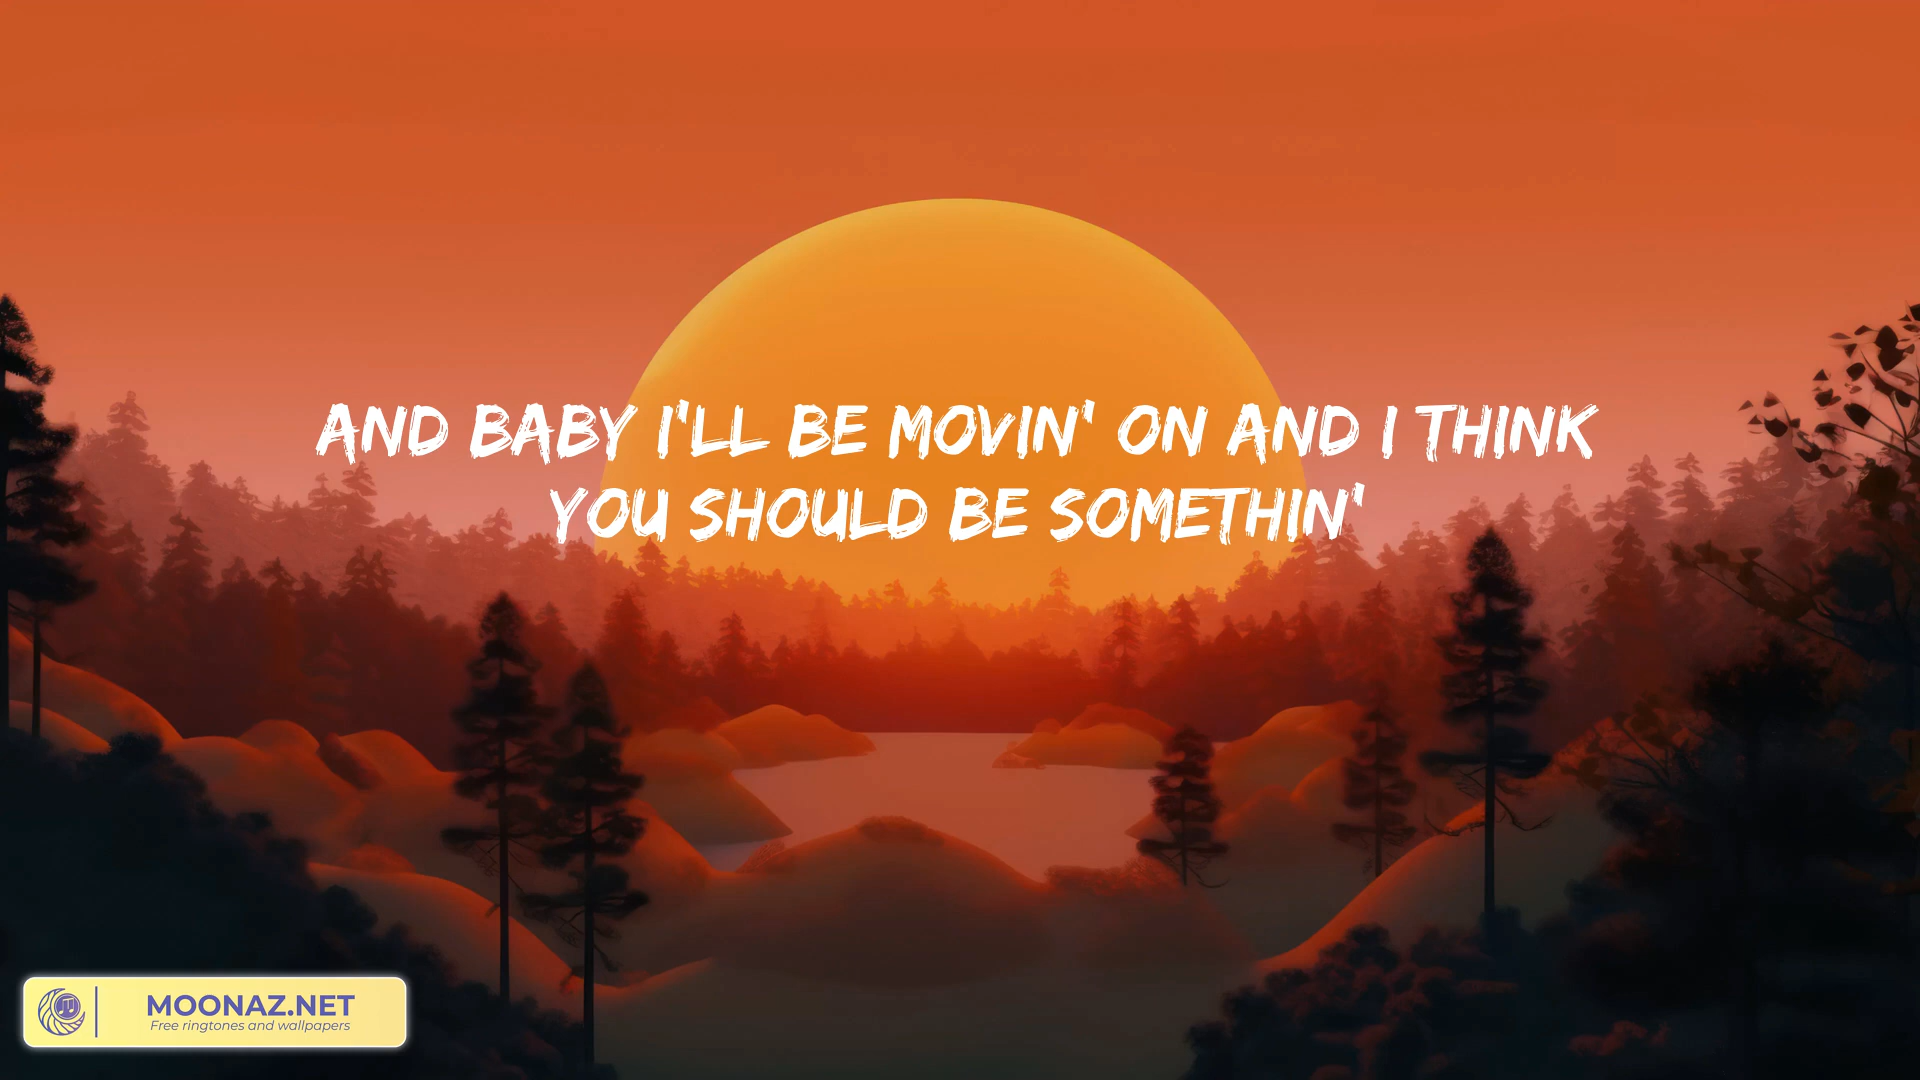 AND BABY I'LL BE MOVIN' ON AND I THINK
YOU SHOULD BE SOMETHIN'
MOONAZ.NET
Free ringtones and wallpapers